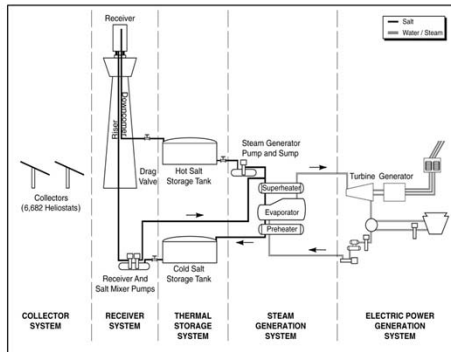 Receiver
Salt
Water / Steam
Riser
Downcomer
Steam Generator
Pump and Sump
Drag
Valve
Hot Salt
Storage Tank
Turbine Generator
Superheater
Evaporator
Preheater
Collectors
(6,682 Heliostats)
Receiver And
Salt Mixer Pumps
Cold Salt
Storage Tank
COLLECTOR
SYSTEM
RECEIVER
SYSTEM
THERMAL
STORAGE
SYSTEM
STEAM
GENERATION
SYSTEM
ELECTRIC POWER
GENERATION
SYSTEM